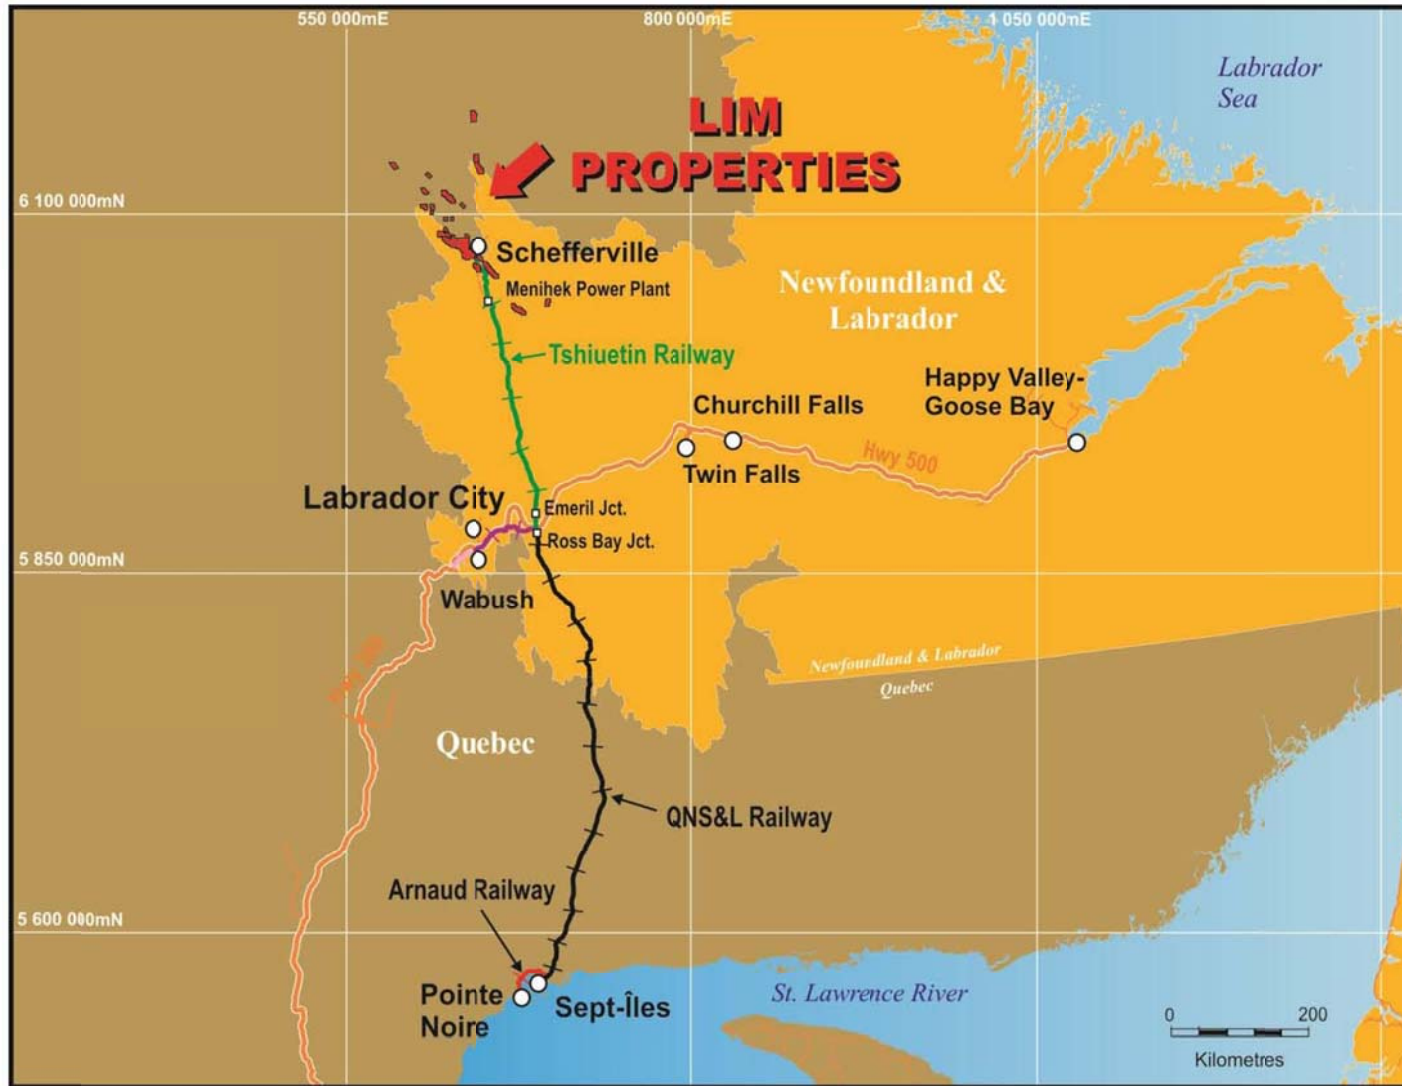 550 000mE
800 000mE
1 050 000mE
Labrador
Sea
LIM
PROPERTIES
6 100 000mN
Schefferville
Menihek Power Plant
Newfoundland &
Labrador
Tshiuetin Railway
Happy Valley-
Goose Bay
Churchill Falls
Hwy 500
Twin Falls
Labrador City
Emeril Jct.
Ross Bay Jct.
5 850 000mN
Wabush
Newfoundland & Labrador
Quebec
Quebec
QNS&L Railway
Arnaud Railway
5 600 000mN
Pointe
Noire
Sept-Îles
St. Lawrence River
0 200
Kilometres